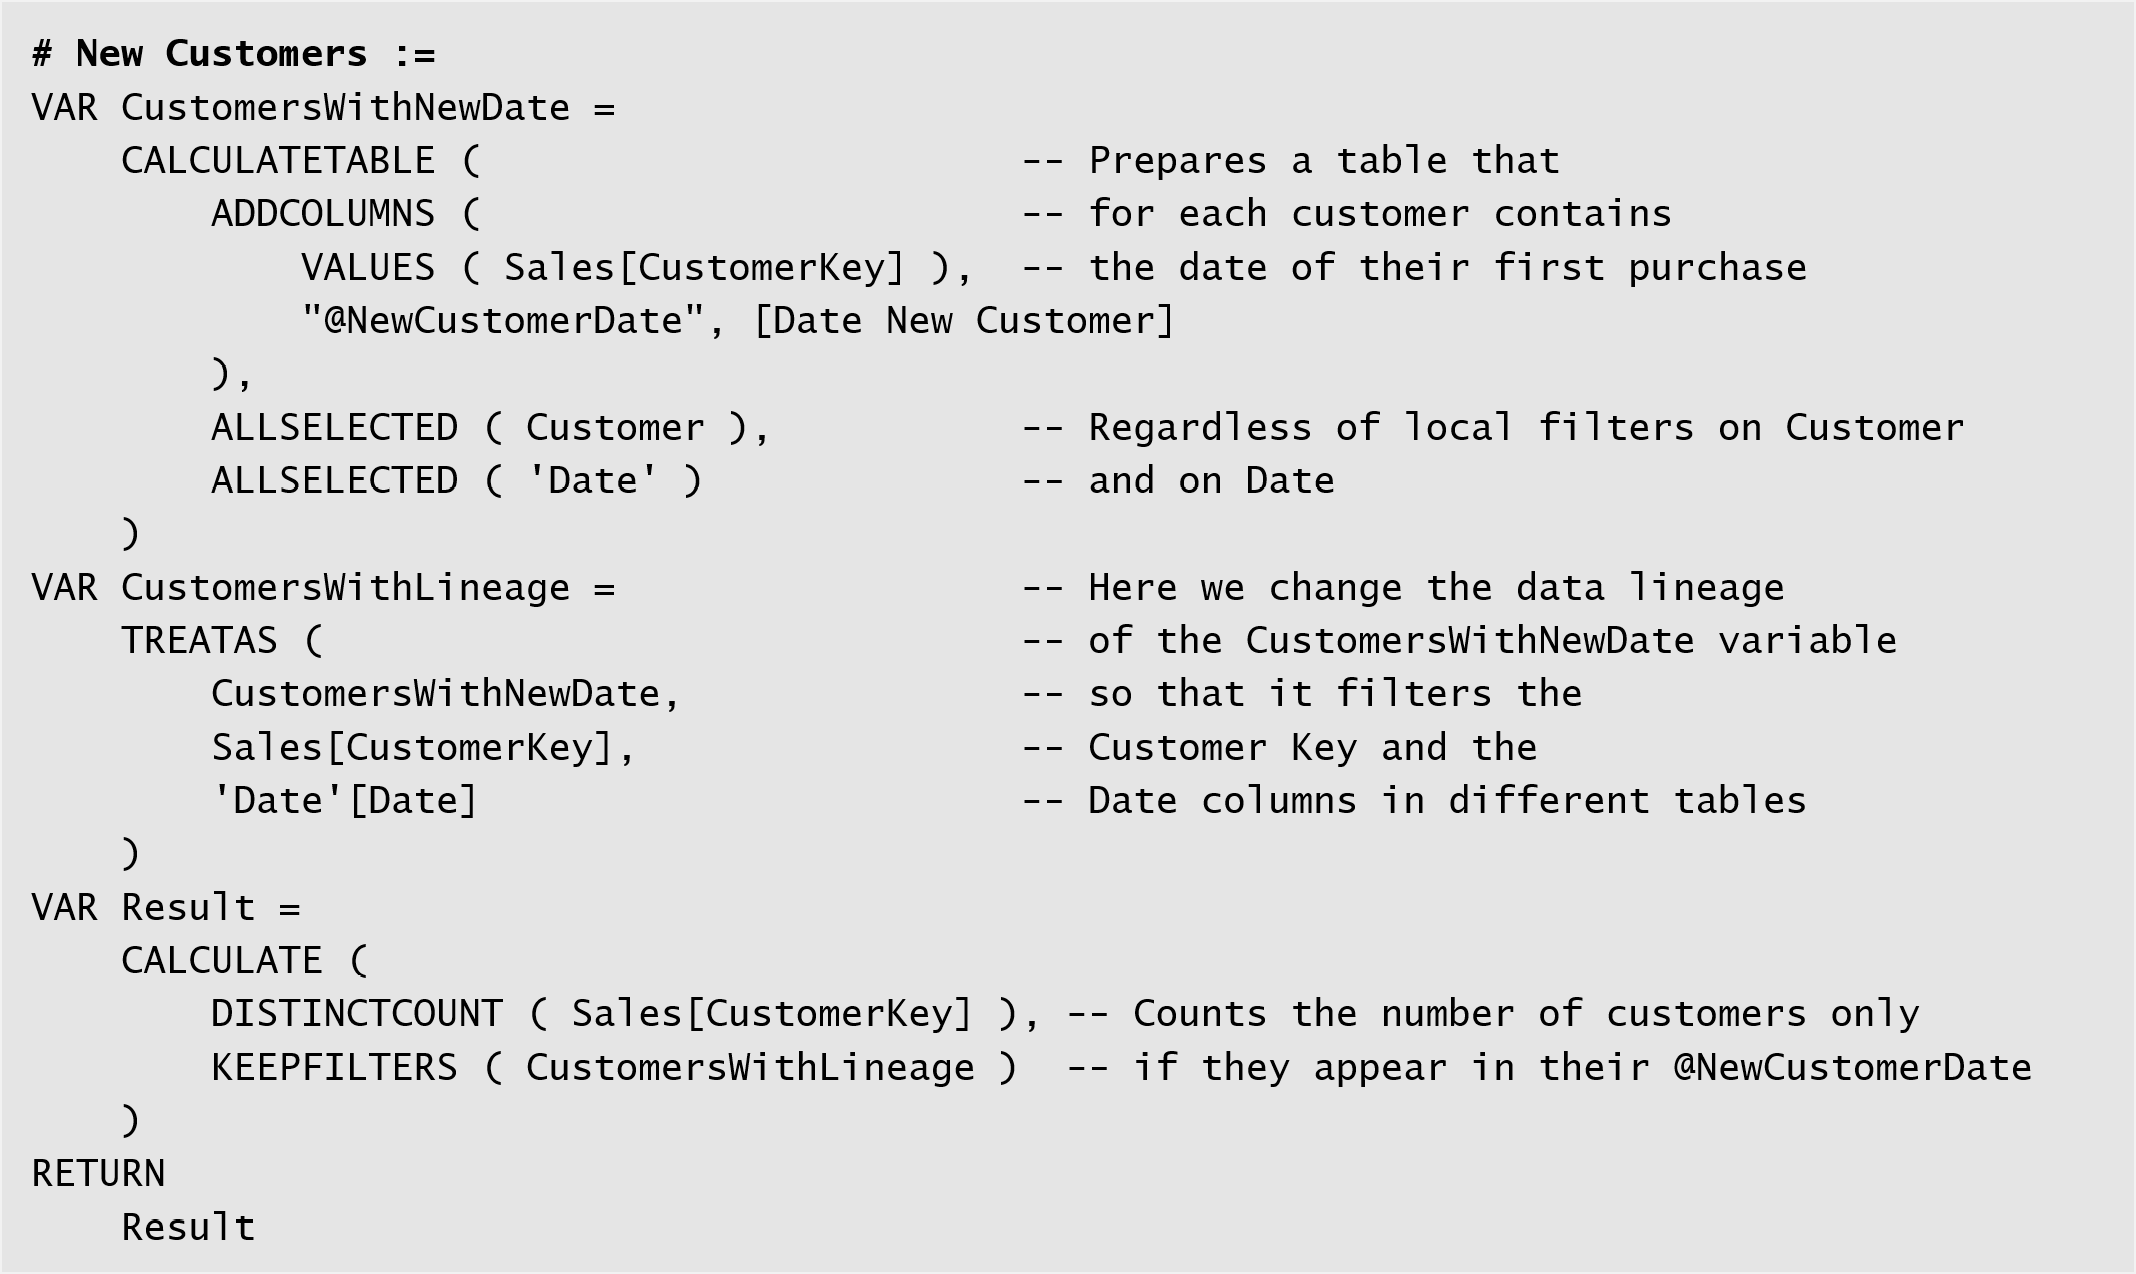 # New Customers :=
VAR CustomersWithNewDate =
    CALCULATETABLE (                        -- Prepares a table that
        ADDCOLUMNS (                        -- for each customer contains
            VALUES ( Sales[CustomerKey] ),  -- the date of their first purchase
            "@NewCustomerDate", [Date New Customer]
        ),
        ALLSELECTED ( Customer ),           -- Regardless of local filters on Customer
        ALLSELECTED ( 'Date' )              -- and on Date
    )
VAR CustomersWithLineage =                  -- Here we change the data lineage
    TREATAS (                               -- of the CustomersWithNewDate variable
        CustomersWithNewDate,               -- so that it filters the
        Sales[CustomerKey],                 -- Customer Key and the
        'Date'[Date]                        -- Date columns in different tables
    )
VAR Result =
    CALCULATE (
        DISTINCTCOUNT ( Sales[CustomerKey] ), -- Counts the number of customers only
        KEEPFILTERS ( CustomersWithLineage )  -- if they appear in their @NewCustomerDate
    )
RETURN
    Result